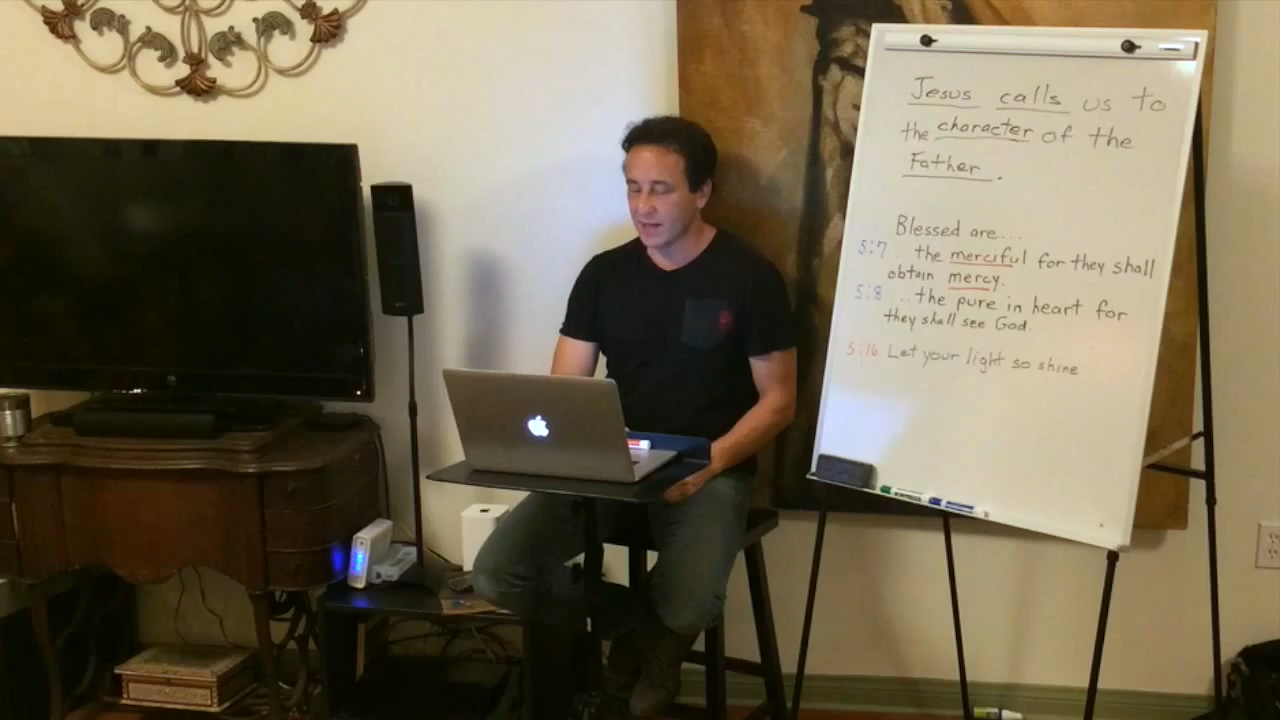 Jesus calls us to
the character of the
Father.
Blessed are...
5:7 ... the merciful for they shall
obtain mercy.
5:8 ... the pure in heart for
they shall see God.
5:16 Let your light so shine